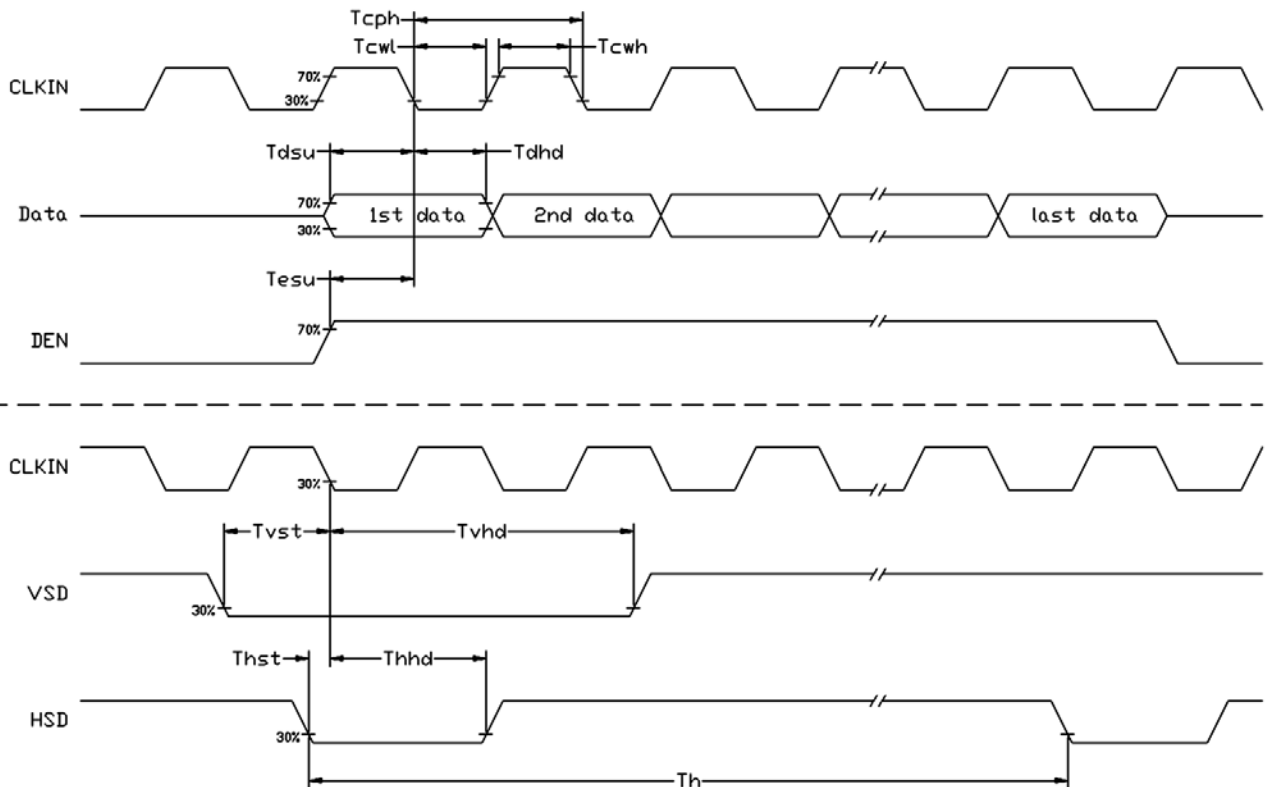 Tcph
Tcwl Tcwh
CLKIN 70%
30%
Tdsu Tdhd
Data 70% 1st data 2nd data last data
30%
Tesu
DEN 70%
CLKIN
30%
Tvst Tvhd
VSD
30%
Thst Thhd
HSD
30%
Th